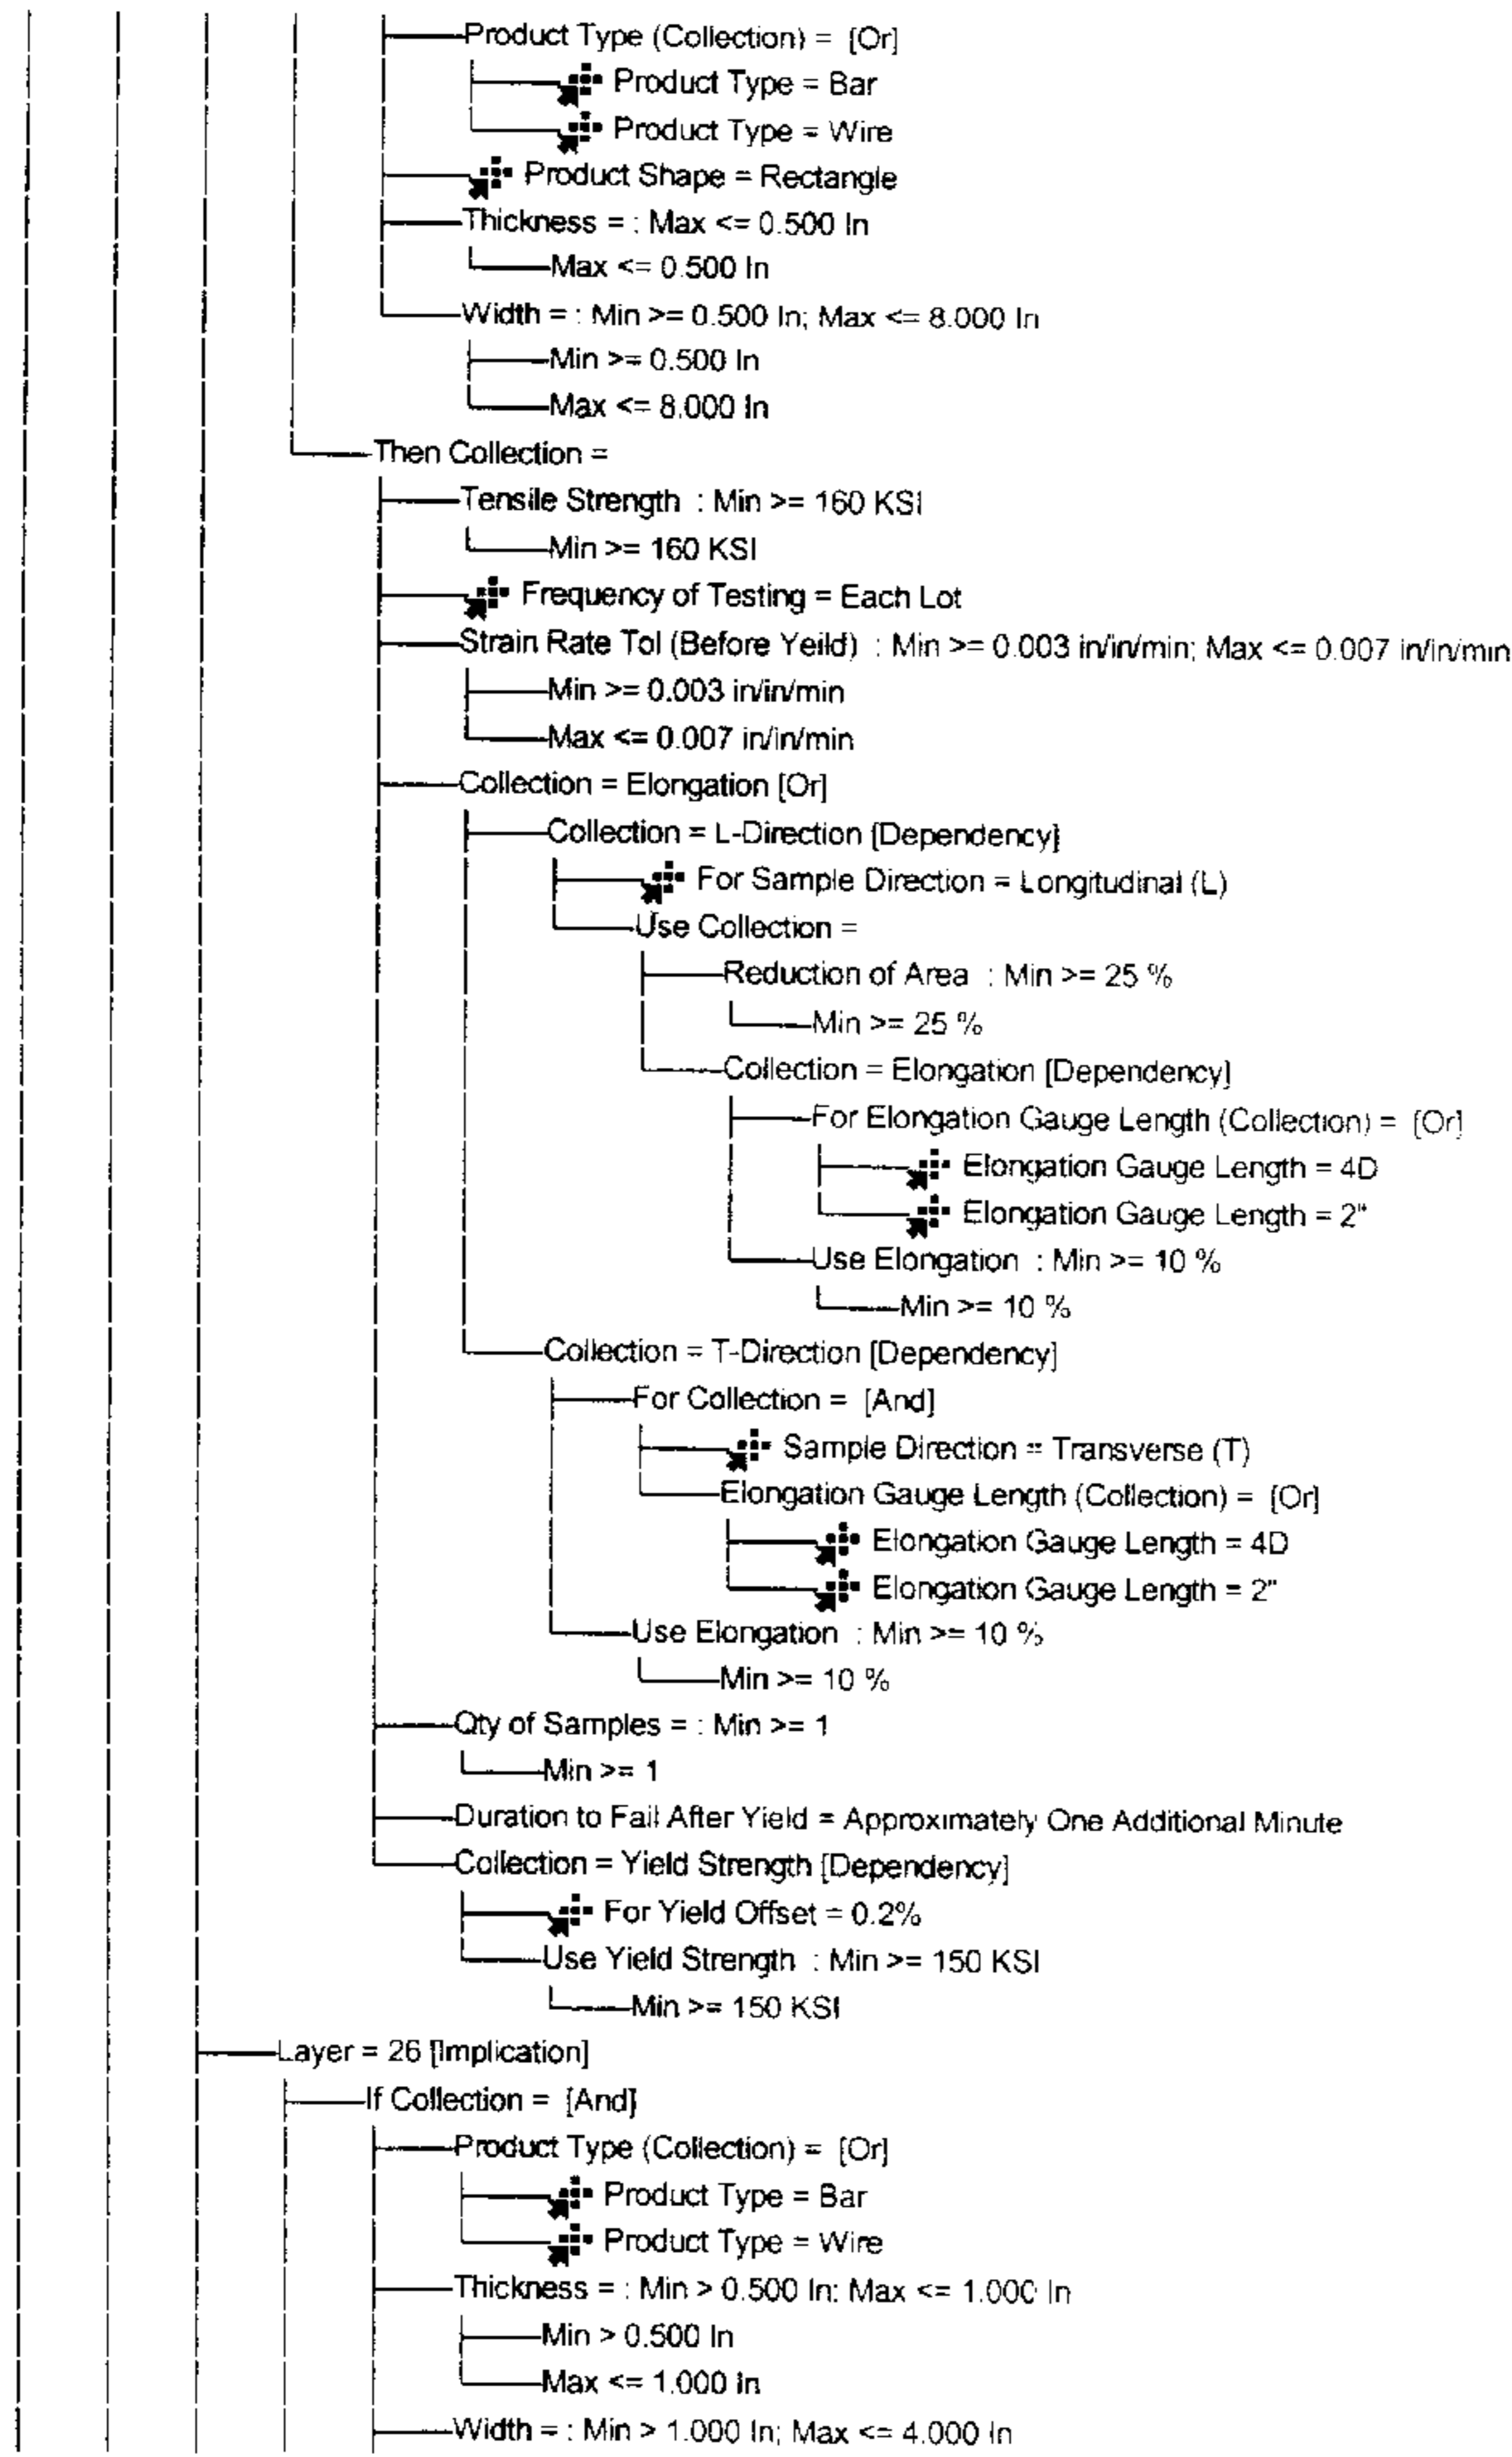 Product Type (Collection) = [Or]
Product Type = Bar
Product Type = Wire
Product Shape = Rectangle
Thickness = : Max <= 0.500 In
Max <= 0.500 In
Width = : Min >= 0.500 In; Max <= 8.000 In
Min >= 0.500 In
Max <= 8.000 In
Then Collection =
Tensile Strength : Min >= 160 KSI
Min >= 160 KSI
Frequency of Testing = Each Lot
Strain Rate Tol (Before Yeild) : Min >= 0.003 in/in/min; Max <= 0.007 in/in/min
Min >= 0.003 in/in/min
Max <= 0.007 in/in/min
Collection = Elongation [Or]
Collection = L-Direction [Dependency]
For Sample Direction = Longitudinal (L)
Use Collection =
Reduction of Area : Min >= 25 %
Min >= 25 %
Collection = Elongation [Dependency]
For Elongation Gauge Length (Collection) = [Or]
Elongation Gauge Length = 4D
Elongation Gauge Length = 2"
Use Elongation : Min >= 10 %
Min >= 10 %
Collection = T-Direction [Dependency]
For Collection = [And]
Sample Direction = Transverse (T)
Elongation Gauge Length (Collection) = [Or]
Elongation Gauge Length = 4D
Elongation Gauge Length = 2"
Use Elongation : Min >= 10 %
Min >= 10 %
Qty of Samples = : Min >= 1
Min >= 1
Duration to Fail After Yield = Approximately One Additional Minute
Collection = Yield Strength [Dependency]
For Yield Offset = 0.2%
Use Yield Strength : Min >= 150 KSI
Min >= 150 KSI
Layer = 26 [Implication]
If Collection = [And]
Product Type (Collection) = [Or]
Product Type = Bar
Product Type = Wire
Thickness = : Min > 0.500 In; Max <= 1.000 In
Min > 0.500 In
Max <= 1.000 In
Width = : Min > 1.000 In; Max <= 4.000 In